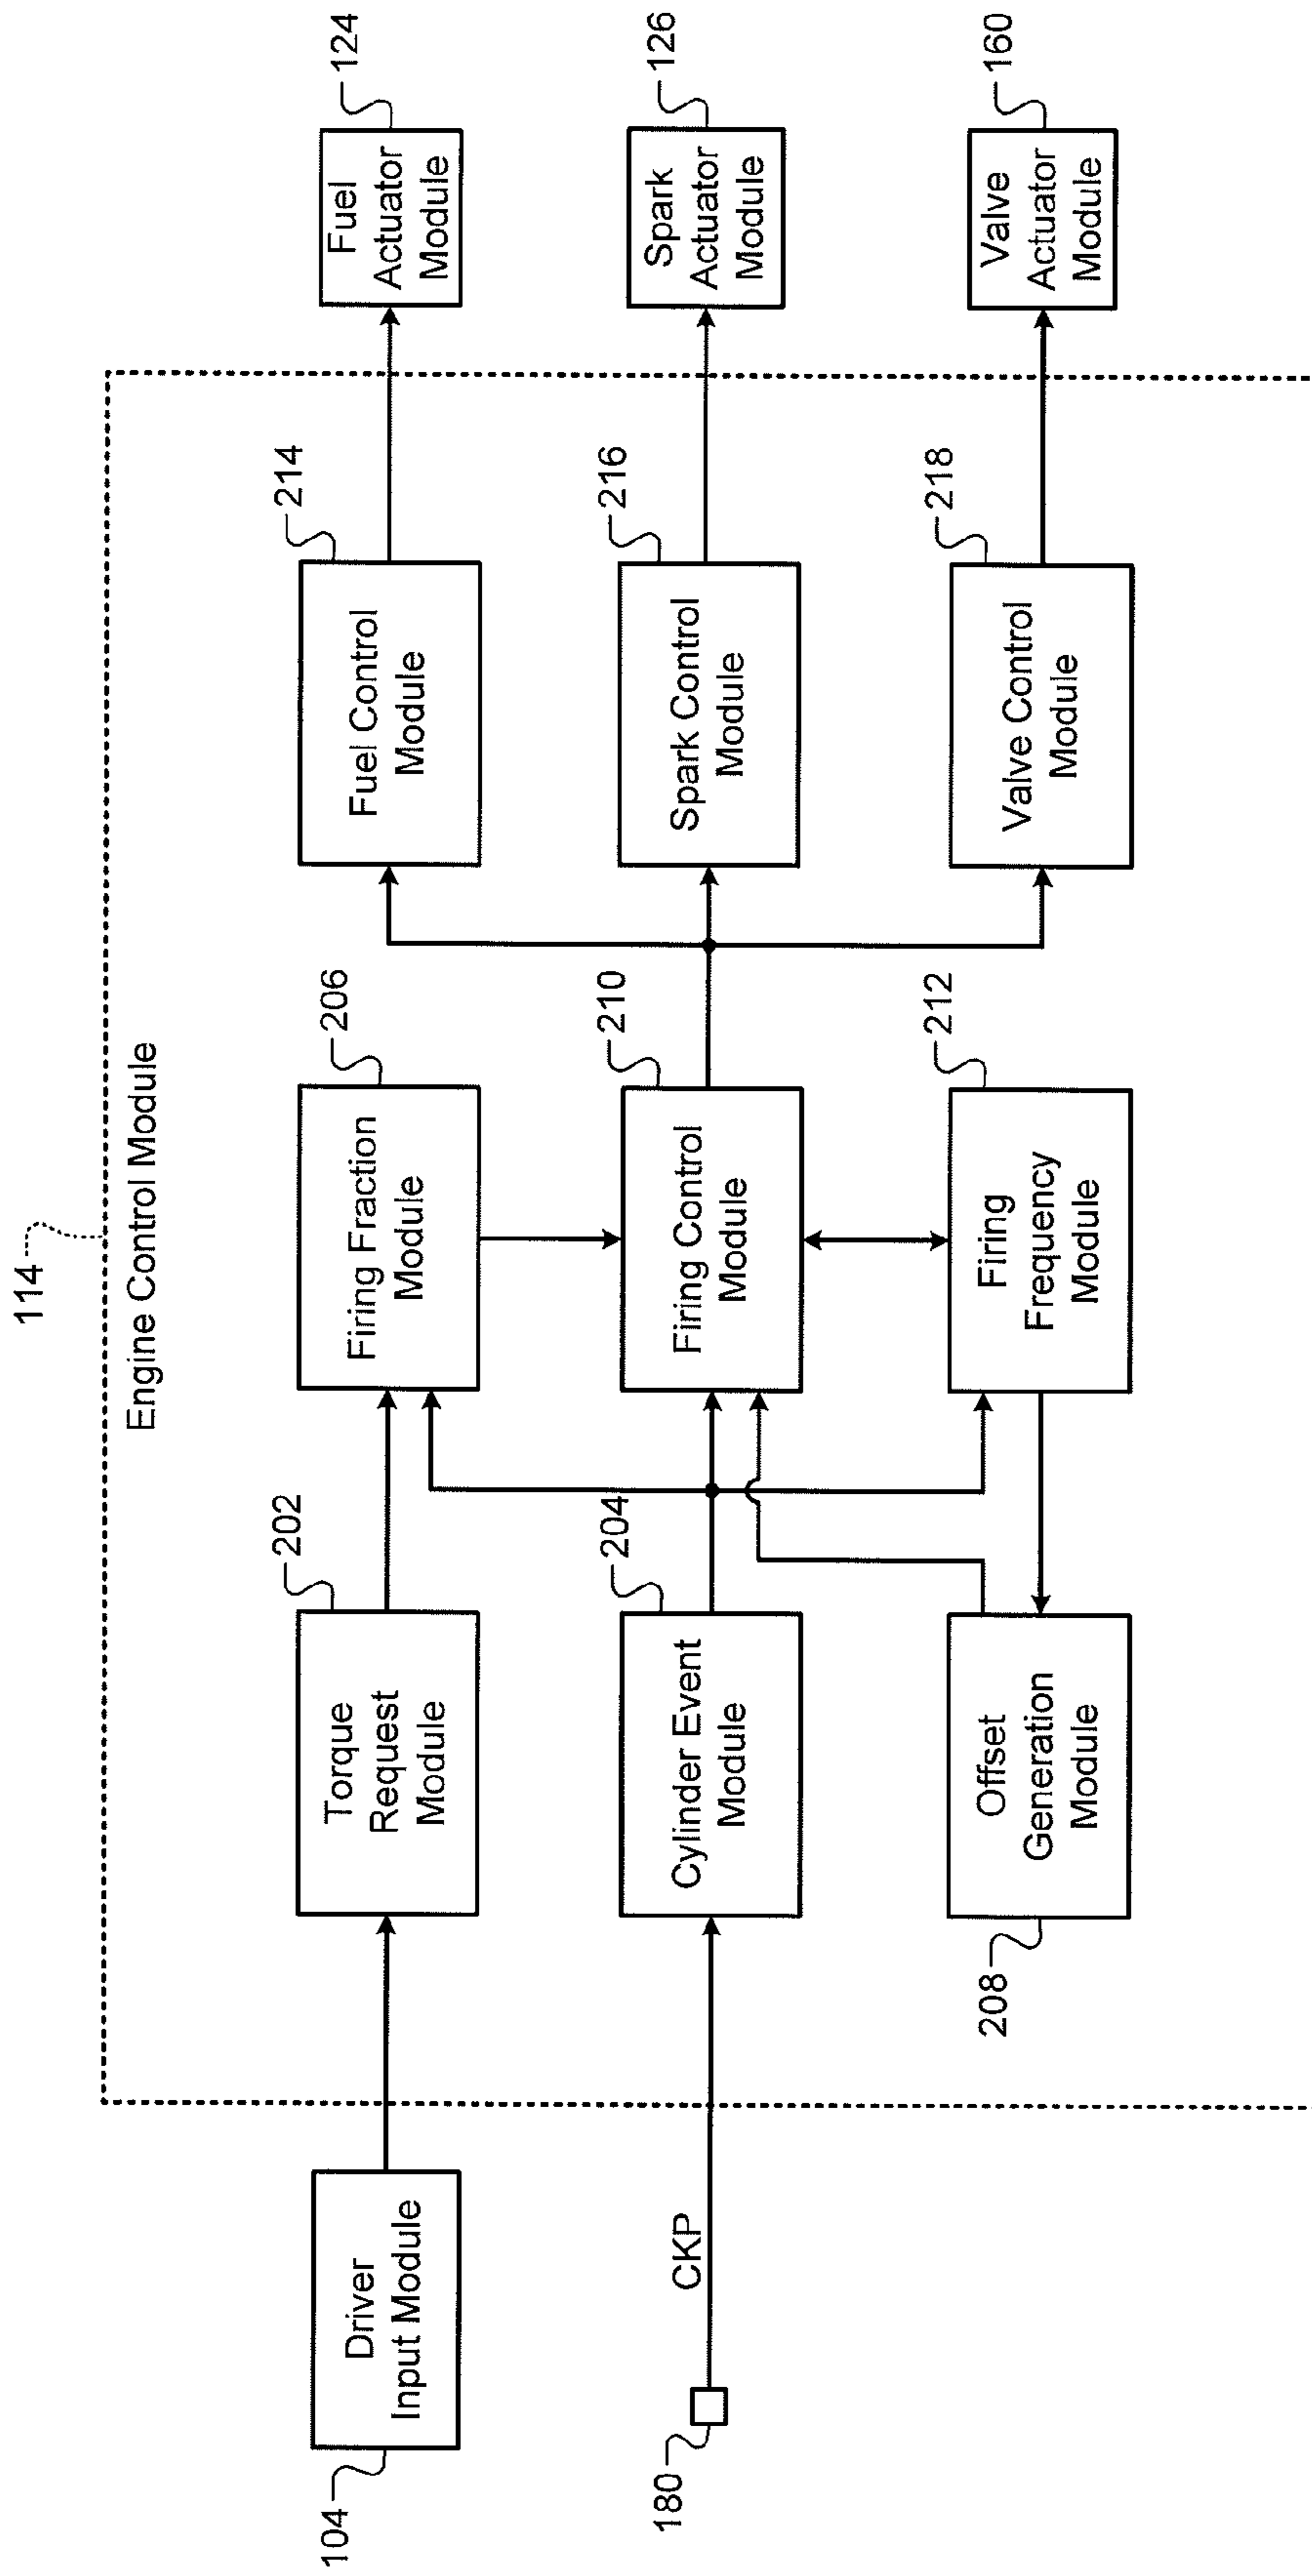 114
Engine Control Module
104
Driver
Input Module
202
Torque
Request
Module
206
Firing Fraction
Module
214
Fuel Control
Module
Fuel
Actuator
Module
124
180
CKP
204
Cylinder Event
Module
210
Firing Control
Module
216
Spark Control
Module
Spark
Actuator
Module
126
208
Offset
Generation
Module
212
Firing
Frequency
Module
218
Valve Control
Module
Valve
Actuator
Module
160